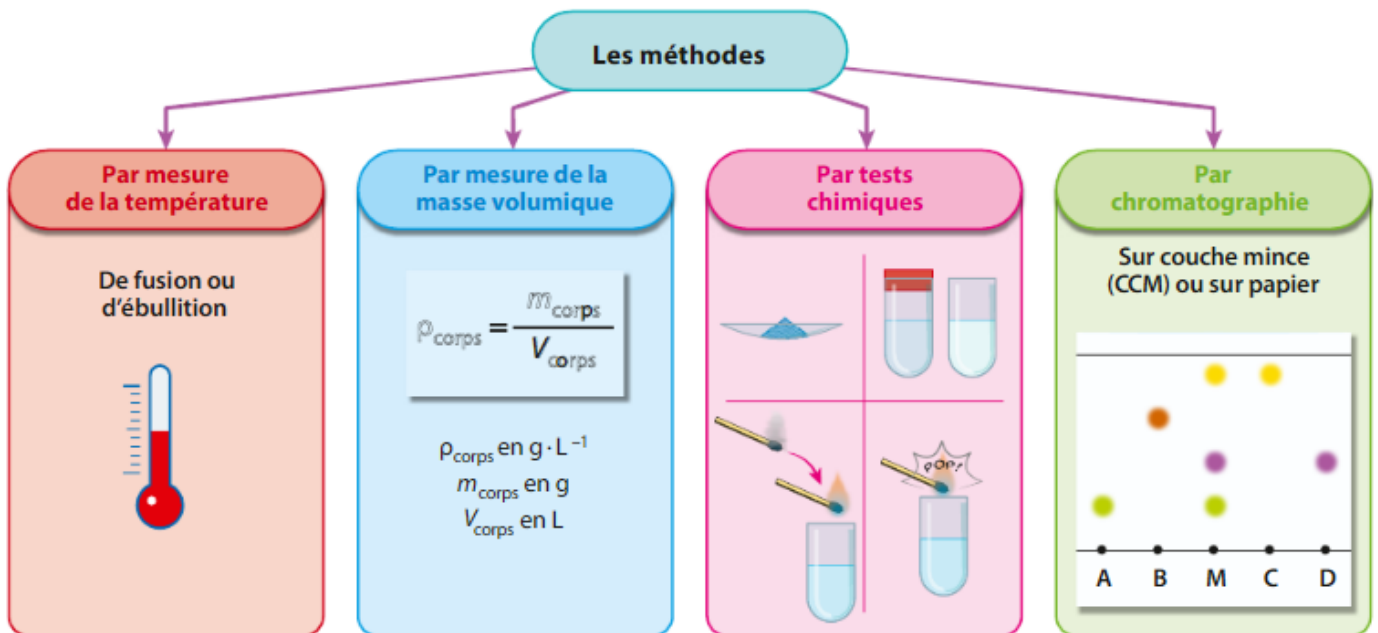 Les méthodes
Par mesure
de la température
De fusion ou
d'ébullition
Par mesure de la
masse volumique
ρcorps = mcorps / Vcorps
ρcorps en g · L⁻¹
mcorps en g
Vcorps en L
Par tests
chimiques
POP!
Par
chromatographie
Sur couche mince
(CCM) ou sur papier
A B M C D